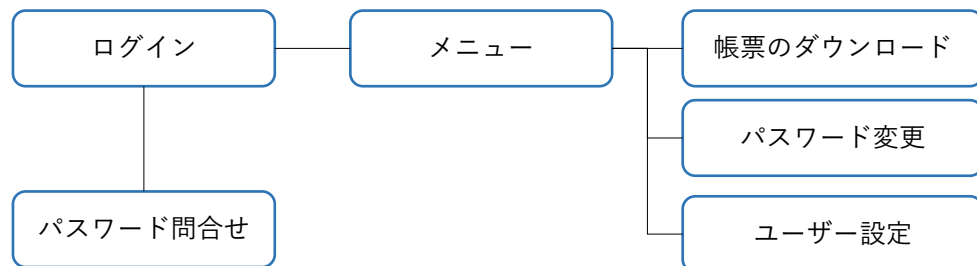 ログイン
メニュー
帳票のダウンロード
パスワード変更
パスワード問合せ
ユーザー設定